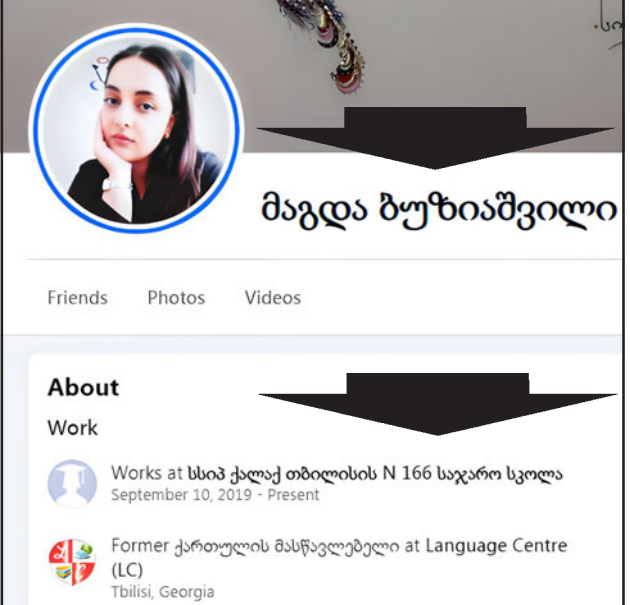 მაგდა ბუზიაშვილი
Friends Photos Videos
About
Work
Works at სსიპ ქალაქ თბილისის N 166 საჯარო სკოლა
September 10, 2019 - Present
Former ქართულის მასწავლებელი at Language Centre
(LC)
Tbilisi, Georgia